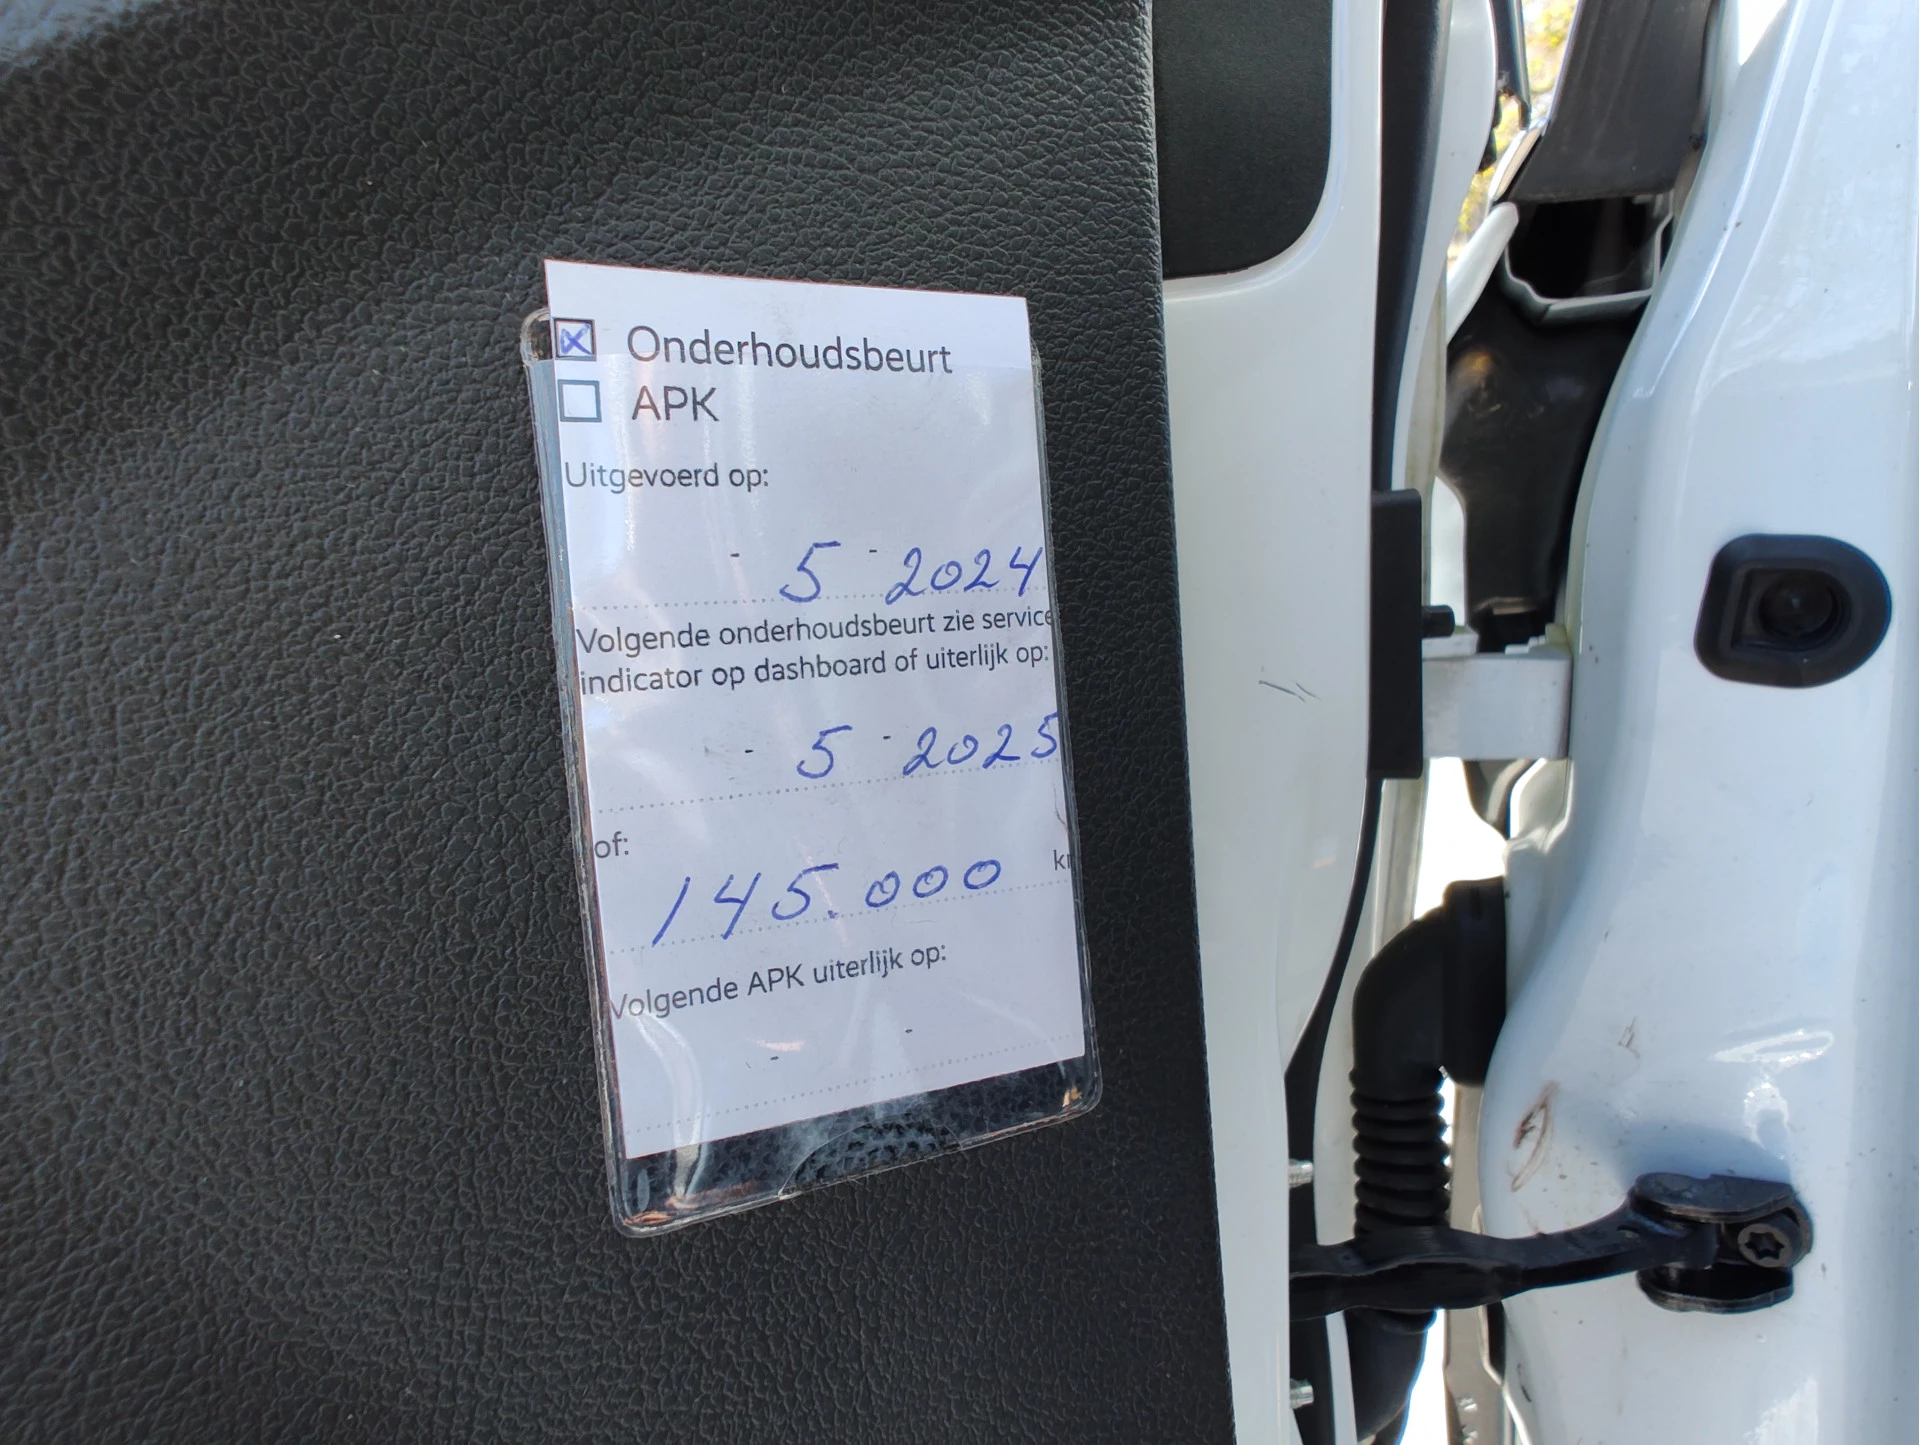 Onderhoudsbeurt
APK
Uitgevoerd op:
- 5 - 2024
Volgende onderhoudsbeurt zie service
indicator op dashboard of uiterlijk op:
- 5 - 2025
of:
145.000 km
Volgende APK uiterlijk op:
- -